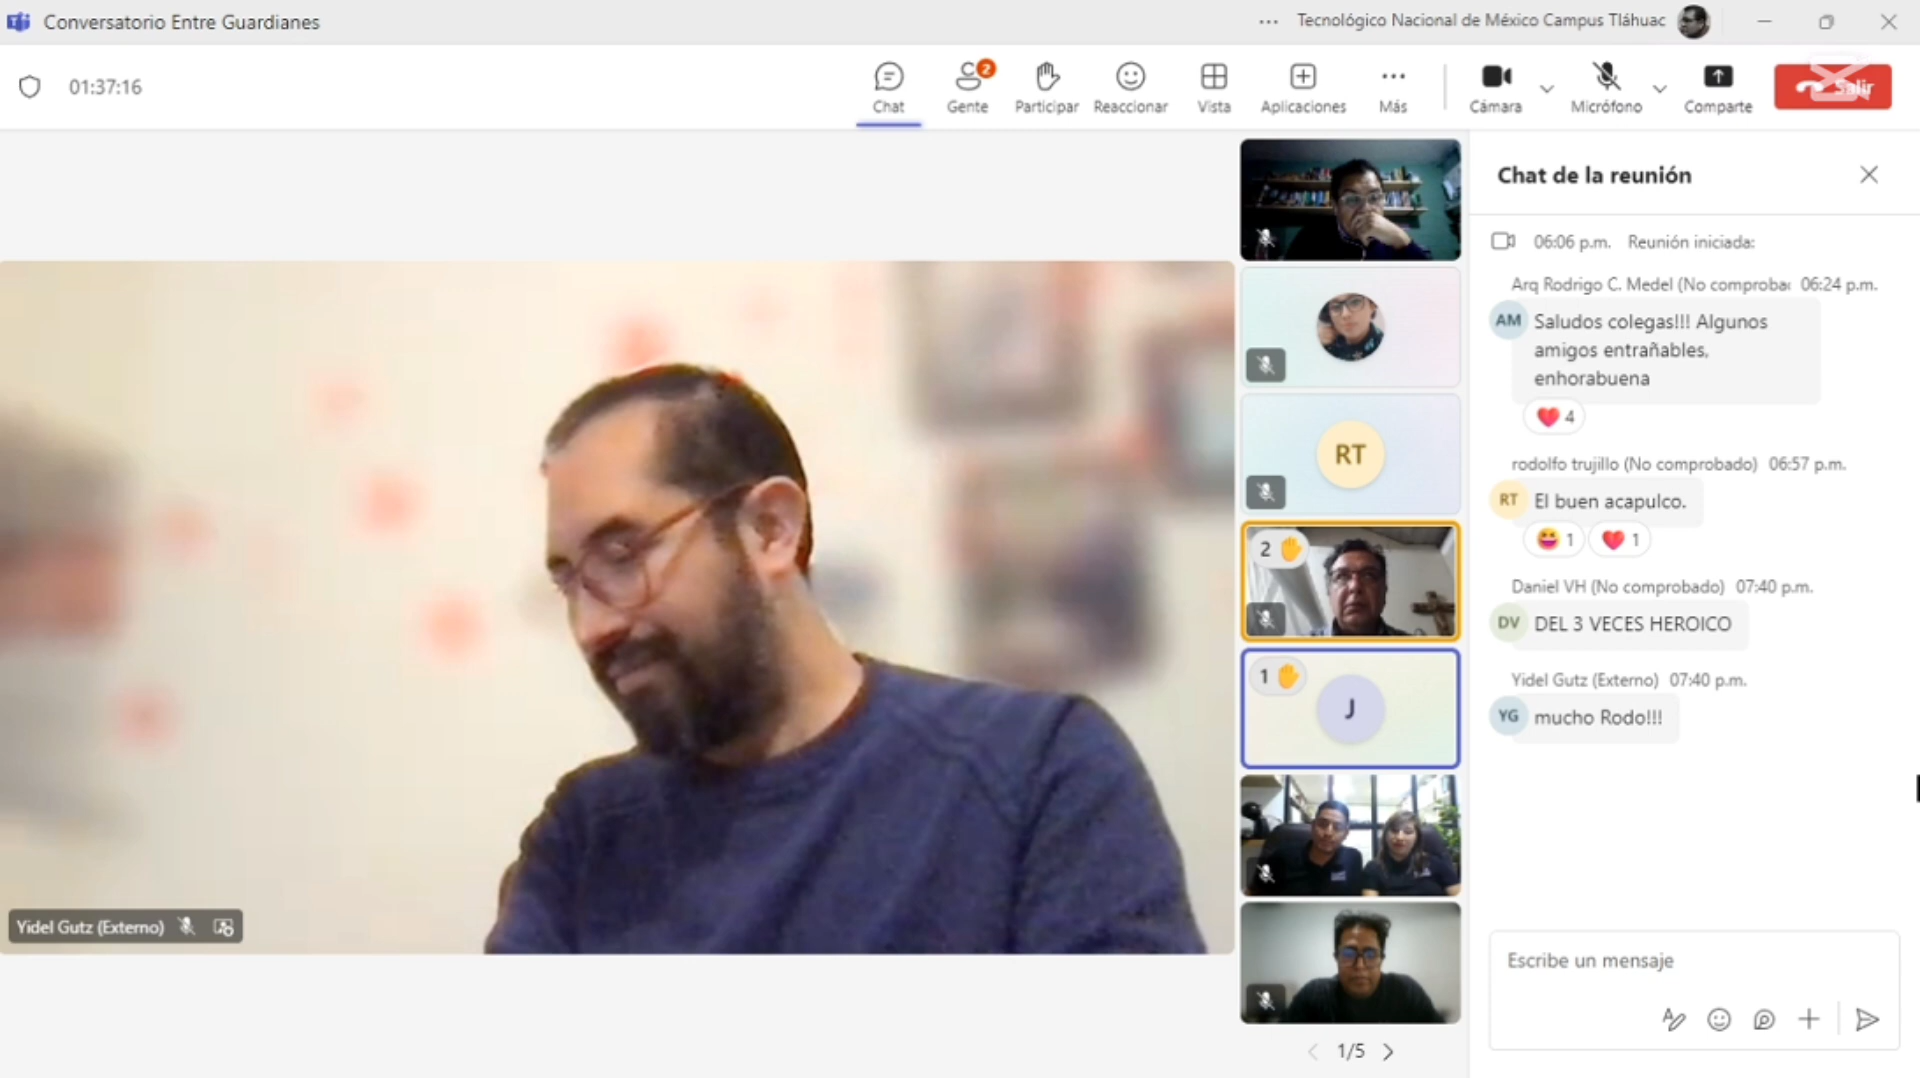 Conversatorio Entre Guardianes
Tecnológico Nacional de México Campus Tláhuac
01:37:16
Chat
Gente
2
Participar
Reaccionar
Vista
Aplicaciones
Más
Cámara
Micrófono
Comparte
Salir
Chat de la reunión
06:06 p.m. Reunión iniciada:
Arq Rodrigo C. Medel (No comprobac 06:24 p.m.
AM
Saludos colegas!!! Algunos
amigos entrañables,
enhorabuena
4
rodolfo trujillo (No comprobado) 06:57 p.m.
RT
El buen acapulco.
1
1
Daniel VH (No comprobado) 07:40 p.m.
DV
DEL 3 VECES HEROICO
Yidel Gutz (Externo) 07:40 p.m.
YG
mucho Rodo!!!
RT
2
1
J
Yidel Gutz (Externo)
1/5
Escribe un mensaje